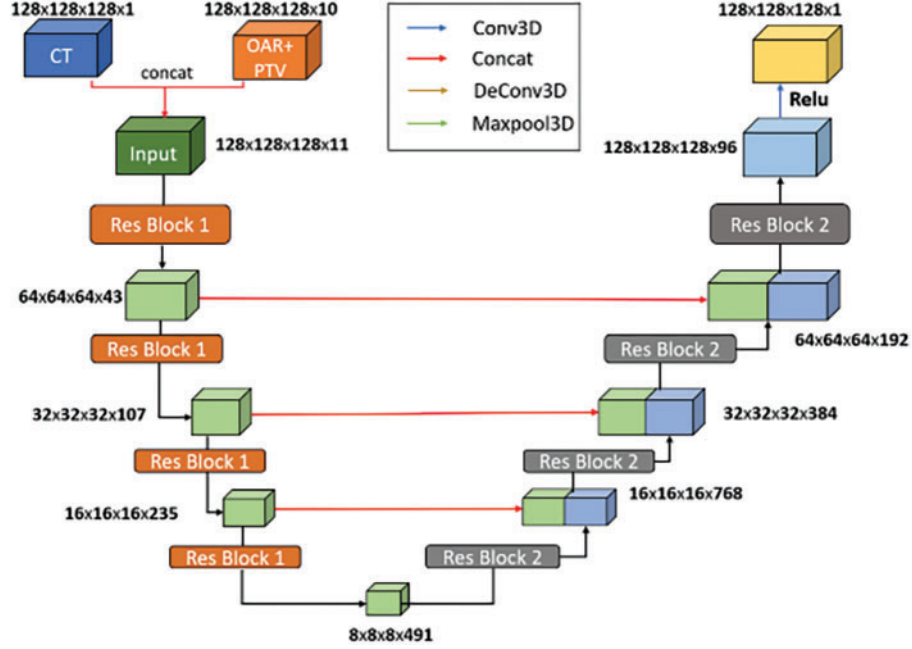 128x128x128x1
128x128x128x10
128x128x128x1
CT
OAR+
PTV
concat
Conv3D
Concat
DeConv3D
Maxpool3D
Relu
Input
128x128x128x11
128x128x128x96
Res Block 1
Res Block 2
64x64x64x43
64x64x64x192
Res Block 1
Res Block 2
32x32x32x107
32x32x32x384
Res Block 1
Res Block 2
16x16x16x235
16x16x16x768
Res Block 1
Res Block 2
8x8x8x491